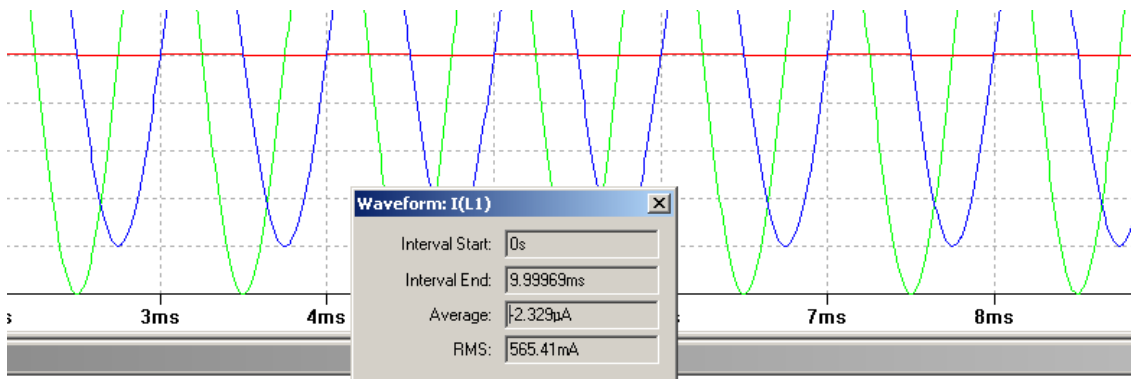 Waveform: I(L1)
Interval Start: 0s
Interval End: 9.99969ms
Average: -2.329µA
RMS: 565.41mA
3ms 4ms 7ms 8ms